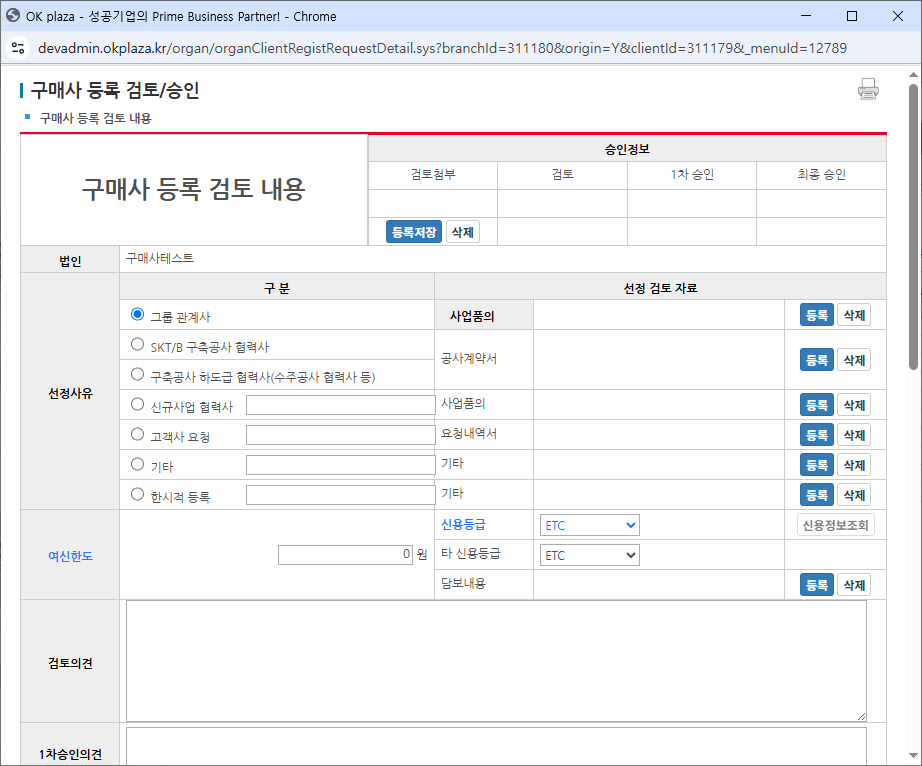 OK plaza - 성공기업의 Prime Business Partner! - Chrome
devadmin.okplaza.kr/organ/organClientRegistRequestDetail.sys?branchId=311180&origin=Y&clientId=311179&_menuId=12789
구매사 등록 검토/승인
구매사 등록 검토 내용
구매사 등록 검토 내용
승인정보
검토첨부 검토 1차 승인 최종 승인
등록저장 삭제
법인 구매사테스트
선정사유
구 분 선정 검토 자료
그룹 관계사 사업품의 등록 삭제
SKT/B 구축공사 협력사
공사계약서 등록 삭제
구축공사 하도급 협력사(수주공사 협력사 등)
신규사업 협력사 사업품의 등록 삭제
고객사 요청 요청내역서 등록 삭제
기타 기타 등록 삭제
한시적 등록 기타 등록 삭제
여신한도
신용등급 ETC 신용정보조회
0 원 타 신용등급 ETC
담보내용 등록 삭제
검토의견
1차승인의견